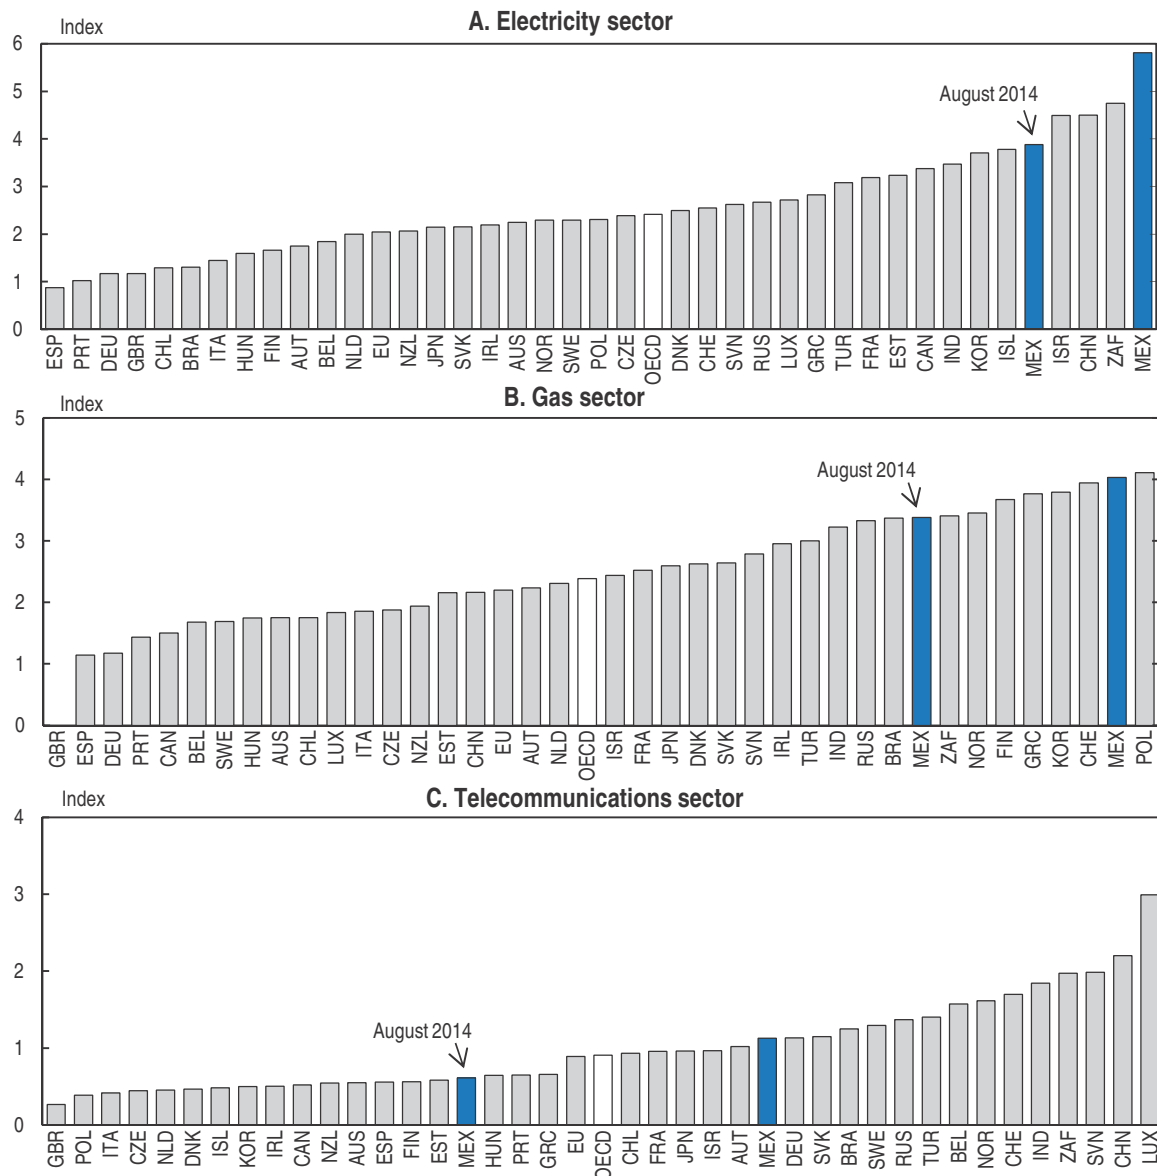 A. Electricity sector
Index
6
5
4
3
2
1
0
August 2014
ESP PRT DEU GBR CHL BRA ITA HUN FIN AUT BEL NLD EU NZL JPN SVK IRL AUS NOR SWE POL CZE OECD DNK CHE SVN RUS LUX GRC TUR FRA EST CAN IND KOR ISL MEX ISR CHN ZAF MEX
B. Gas sector
Index
5
4
3
2
1
0
August 2014
GBR ESP DEU PRT CAN BEL SWE HUN AUS CHL LUX ITA CZE NZL EST CHN EU AUT NLD OECD ISR FRA JPN DNK SVK SVN IRL TUR IND RUS BRA MEX ZAF NOR FIN GRC KOR CHE MEX POL
C. Telecommunications sector
Index
4
3
2
1
0
August 2014
GBR POL ITA CZE NLD DNK ISL KOR IRL CAN NZL AUS ESP FIN EST MEX HUN PRT GRC EU OECD CHL FRA JPN ISR AUT MEX DEU SVK BRA SWE RUS TUR BEL NOR CHE IND ZAF SVN CHN LUX